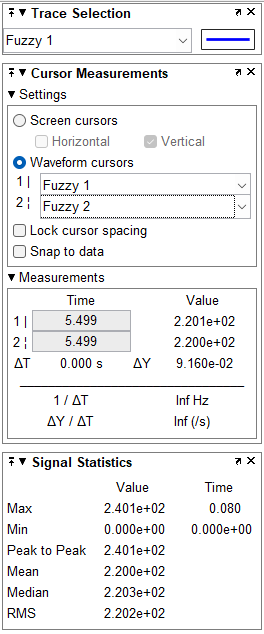 Trace Selection
Fuzzy 1
Cursor Measurements
Settings
Screen cursors
Horizontal Vertical
Waveform cursors
1 | Fuzzy 1
2 ¦ Fuzzy 2
Lock cursor spacing
Snap to data
Measurements
Time Value
1 | 5.499 2.201e+02
2 ¦ 5.499 2.200e+02
ΔT 0.000 s ΔY 9.160e-02
1 / ΔT Inf Hz
ΔY / ΔT Inf (/s)
Signal Statistics
Value Time
Max 2.401e+02 0.080
Min 0.000e+00 0.000e+00
Peak to Peak 2.401e+02
Mean 2.200e+02
Median 2.203e+02
RMS 2.202e+02